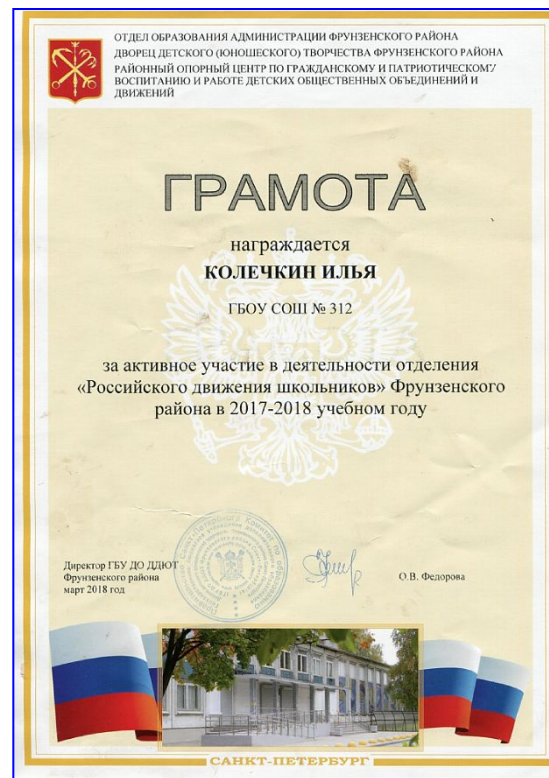 ОТДЕЛ ОБРАЗОВАНИЯ АДМИНИСТРАЦИИ ФРУНЗЕНСКОГО РАЙОНА
ДВОРЕЦ ДЕТСКОГО (ЮНОШЕСКОГО) ТВОРЧЕСТВА ФРУНЗЕНСКОГО РАЙОНА
РАЙОННЫЙ ОПОРНЫЙ ЦЕНТР ПО ГРАЖДАНСКОМУ И ПАТРИОТИЧЕСКОМУ
ВОСПИТАНИЮ И РАБОТЕ ДЕТСКИХ ОБЩЕСТВЕННЫХ ОБЪЕДИНЕНИЙ И
ДВИЖЕНИЙ
ГРАМОТА
награждается
КОЛЕЧКИН ИЛЬЯ
ГБОУ СОШ № 312
за активное участие в деятельности отделения
«Российского движения школьников» Фрунзенского
района в 2017-2018 учебном году
Директор ГБУ ДО ДДЮТ
Фрунзенского района
март 2018 год
О.В. Федорова
САНКТ-ПЕТЕРБУРГ